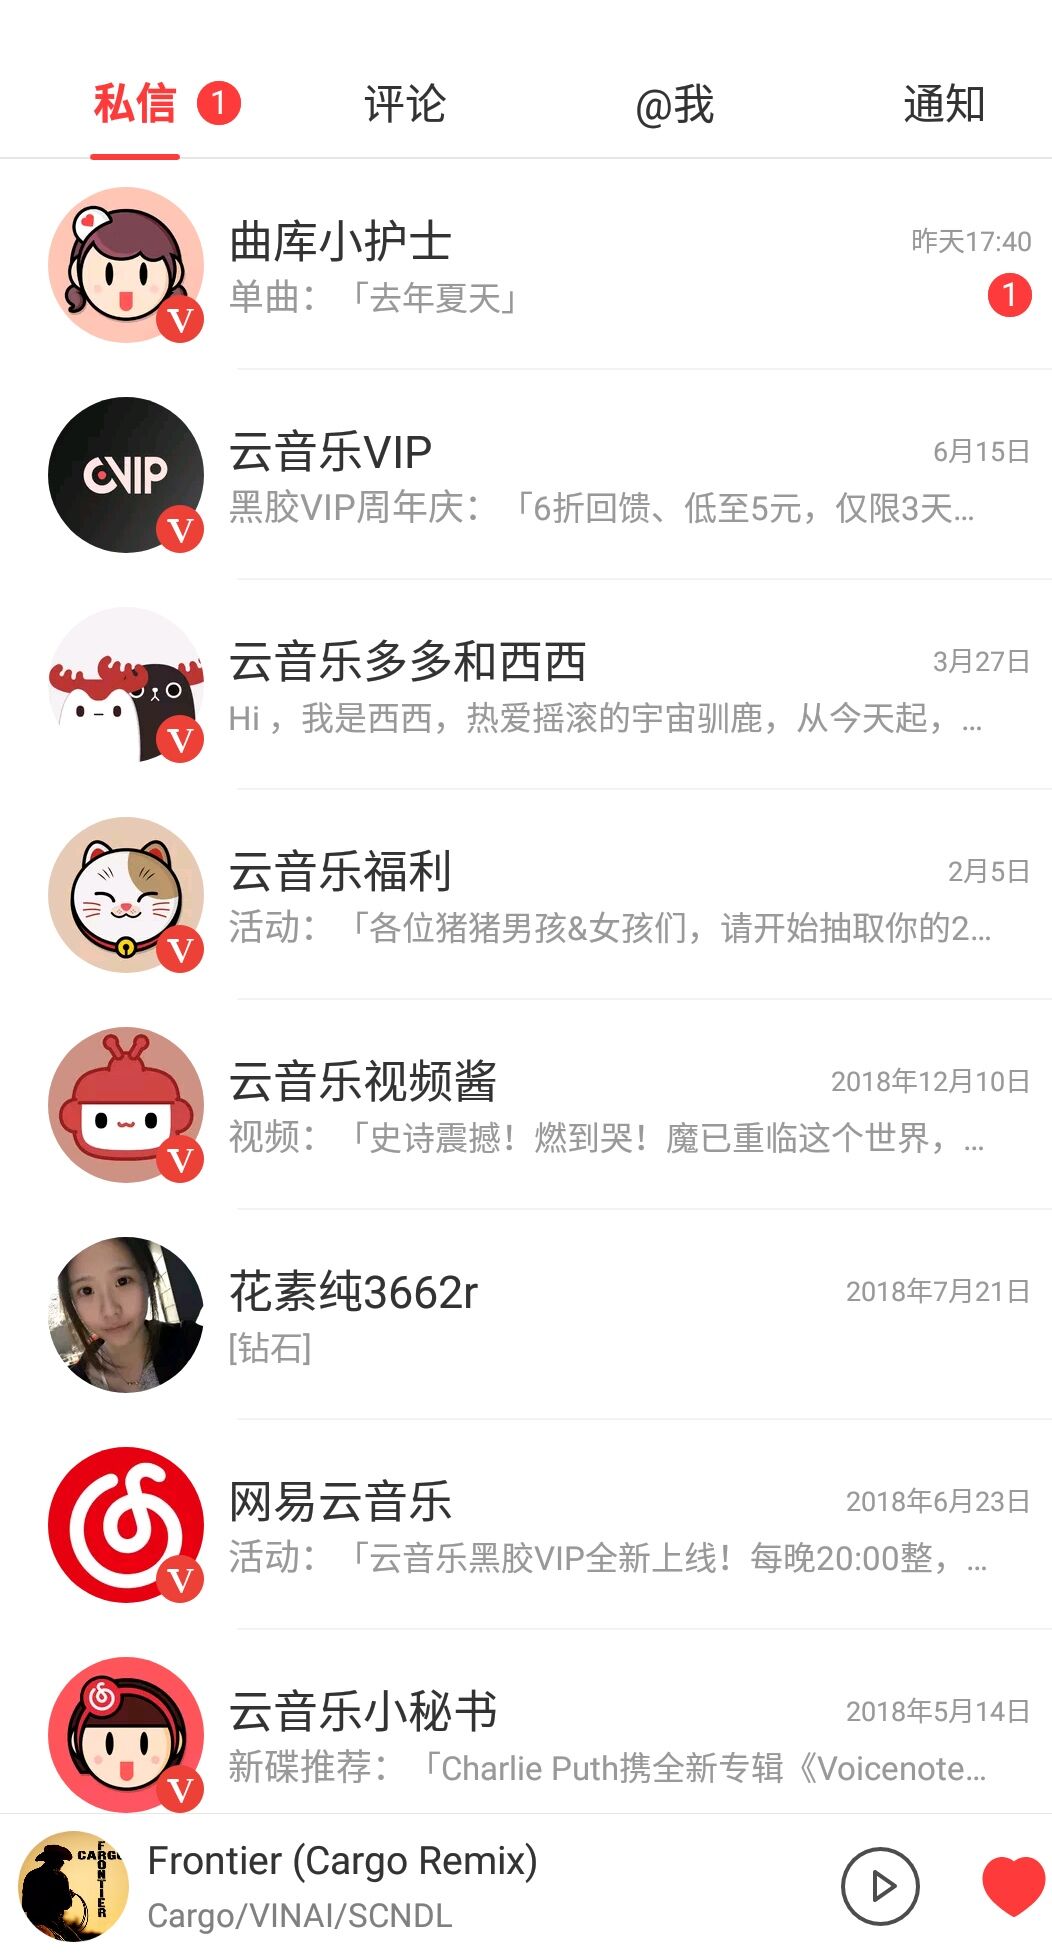 私信 1 评论 @我 通知
曲库小护士 昨天17:40
单曲：「去年夏天」 1
V
云音乐VIP 6月15日
CVIP
黑胶VIP周年庆：「6折回馈、低至5元，仅限3天...
V
云音乐多多和西西 3月27日
Hi ，我是西西，热爱摇滚的宇宙驯鹿，从今天起，...
V
云音乐福利 2月5日
活动：「各位猪猪男孩&女孩们，请开始抽取你的2...
V
云音乐视频酱 2018年12月10日
视频：「史诗震撼！燃到哭！魔已重临这个世界，...
V
花素纯3662r 2018年7月21日
[钻石]
网易云音乐 2018年6月23日
活动：「云音乐黑胶VIP全新上线！每晚20:00整，...
V
云音乐小秘书 2018年5月14日
新碟推荐：「Charlie Puth携全新专辑《Voicenote...
V
Frontier (Cargo Remix)
CARGO
FRONTIER
Cargo/VINAI/SCNDL